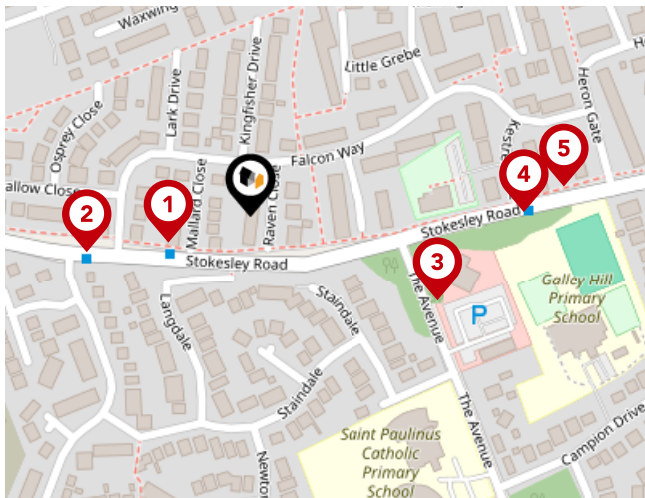 Waxwing
Little Grebe
Kingfisher Drive
Lark Drive
Osprey Close
Heron Gate
Falcon Way
allow Close
Mallard Close
Raven Close
Kestre
1
2
3
4
5
Stokesley Road
Stokesley Road
The Avenue
Langdale
Staindale
Staindale
P
Galley Hill
Primary
School
The Avenue
Campion Drive
Saint Paulinus
Catholic
Primary
School
Newton